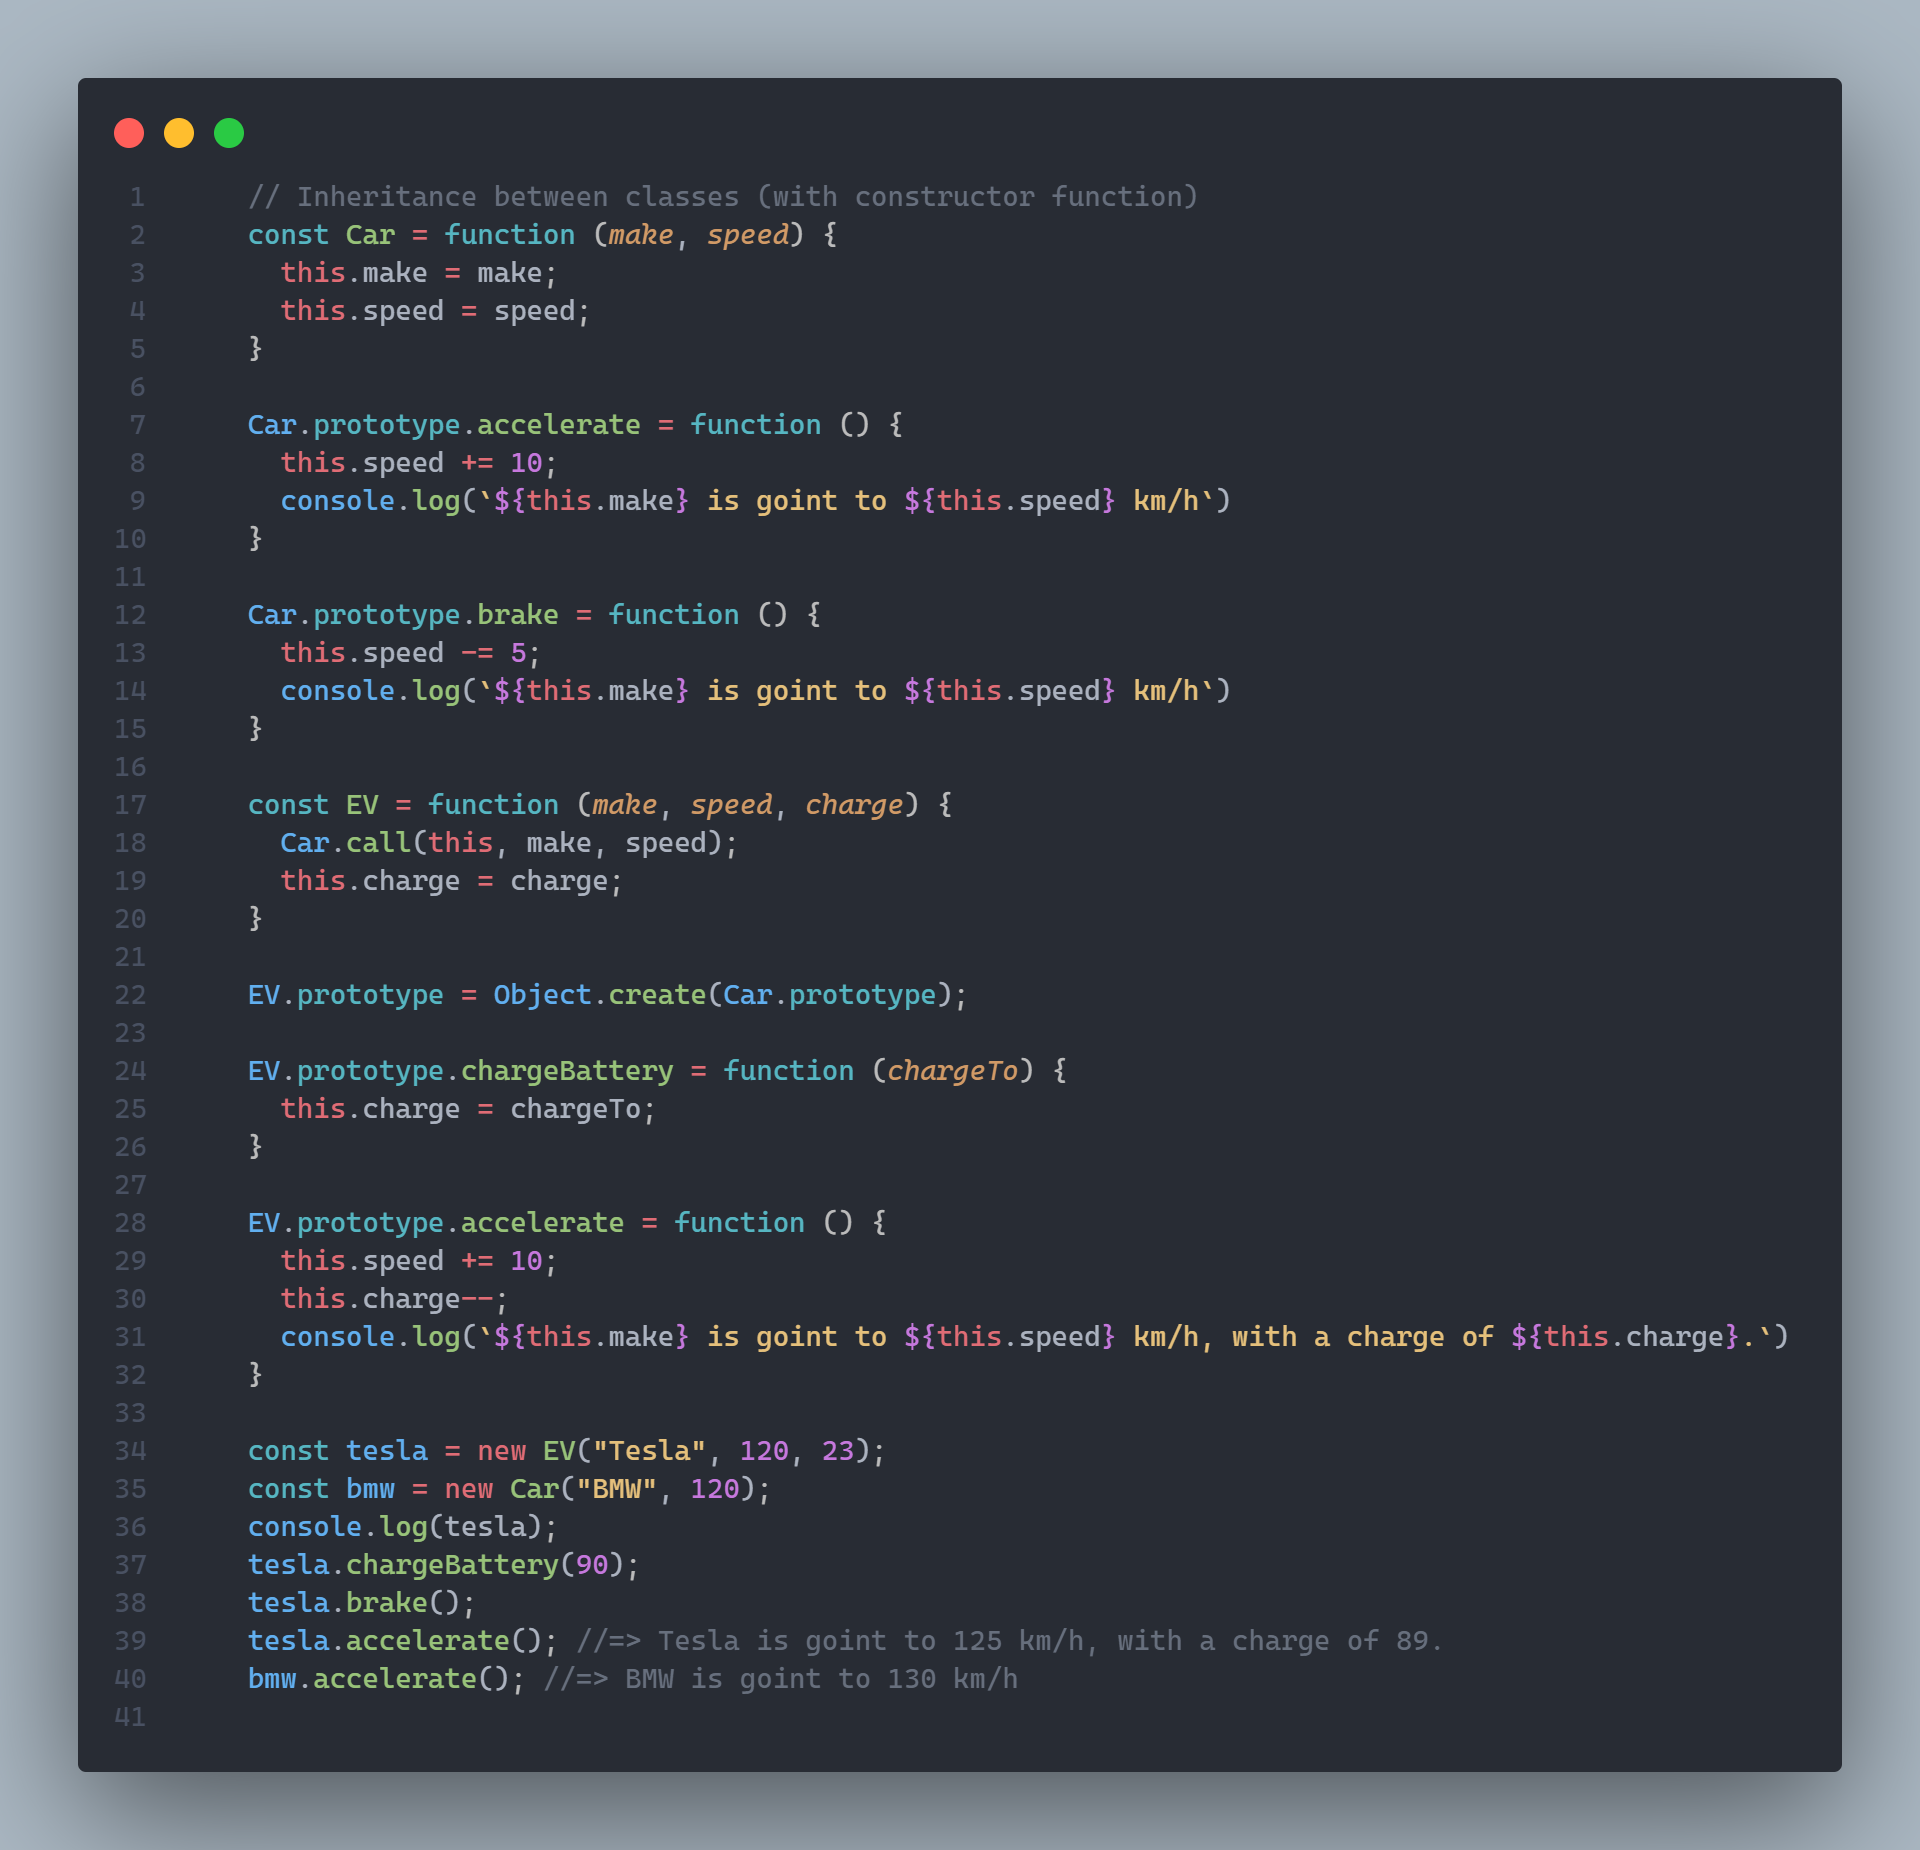 1 // Inheritance between classes (with constructor function)
2 const Car = function (make, speed) {
3 this.make = make;
4 this.speed = speed;
5 }
6
7 Car.prototype.accelerate = function () {
8 this.speed += 10;
9 console.log(`${this.make} is goint to ${this.speed} km/h`)
10 }
11
12 Car.prototype.brake = function () {
13 this.speed -= 5;
14 console.log(`${this.make} is goint to ${this.speed} km/h`)
15 }
16
17 const EV = function (make, speed, charge) {
18 Car.call(this, make, speed);
19 this.charge = charge;
20 }
21
22 EV.prototype = Object.create(Car.prototype);
23
24 EV.prototype.chargeBattery = function (chargeTo) {
25 this.charge = chargeTo;
26 }
27
28 EV.prototype.accelerate = function () {
29 this.speed += 10;
30 this.charge--;
31 console.log(`${this.make} is goint to ${this.speed} km/h, with a charge of ${this.charge}.`)
32 }
33
34 const tesla = new EV("Tesla", 120, 23);
35 const bmw = new Car("BMW", 120);
36 console.log(tesla);
37 tesla.chargeBattery(90);
38 tesla.brake();
39 tesla.accelerate(); //=> Tesla is goint to 125 km/h, with a charge of 89.
40 bmw.accelerate(); //=> BMW is goint to 130 km/h
41